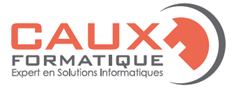 CAUX
FORMATIQUE
Expert en Solutions Informatiques